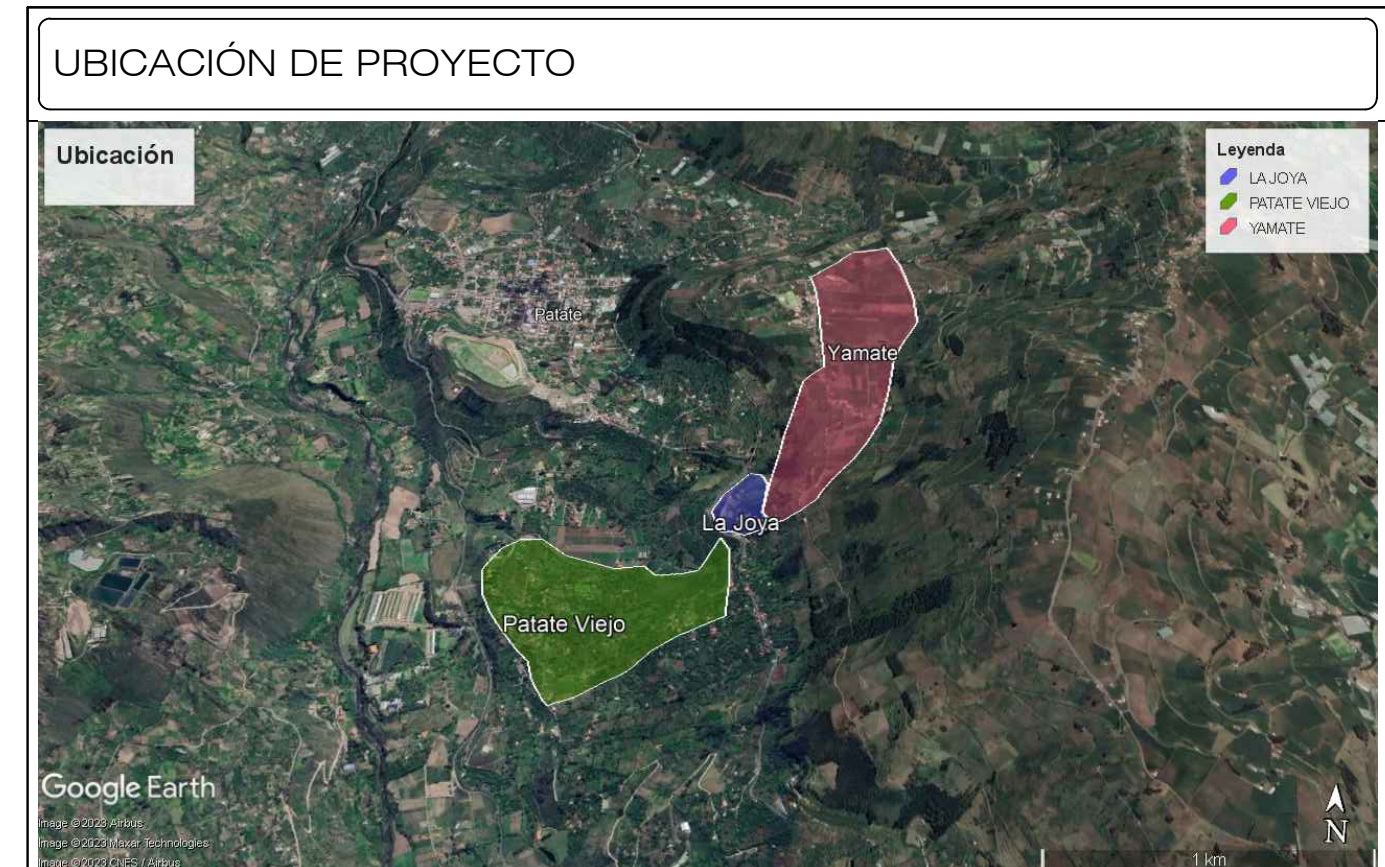 UBICACIÓN DE PROYECTO
Ubicación
Leyenda
LA JOYA
PATATE VIEJO
YAMATE
Patate
Yamate
La Joya
Patate Viejo
Google Earth
Image ©2023 Airbus
Image ©2023 Maxar Technologies
Image ©2023 CNES / Airbus
N
1 km